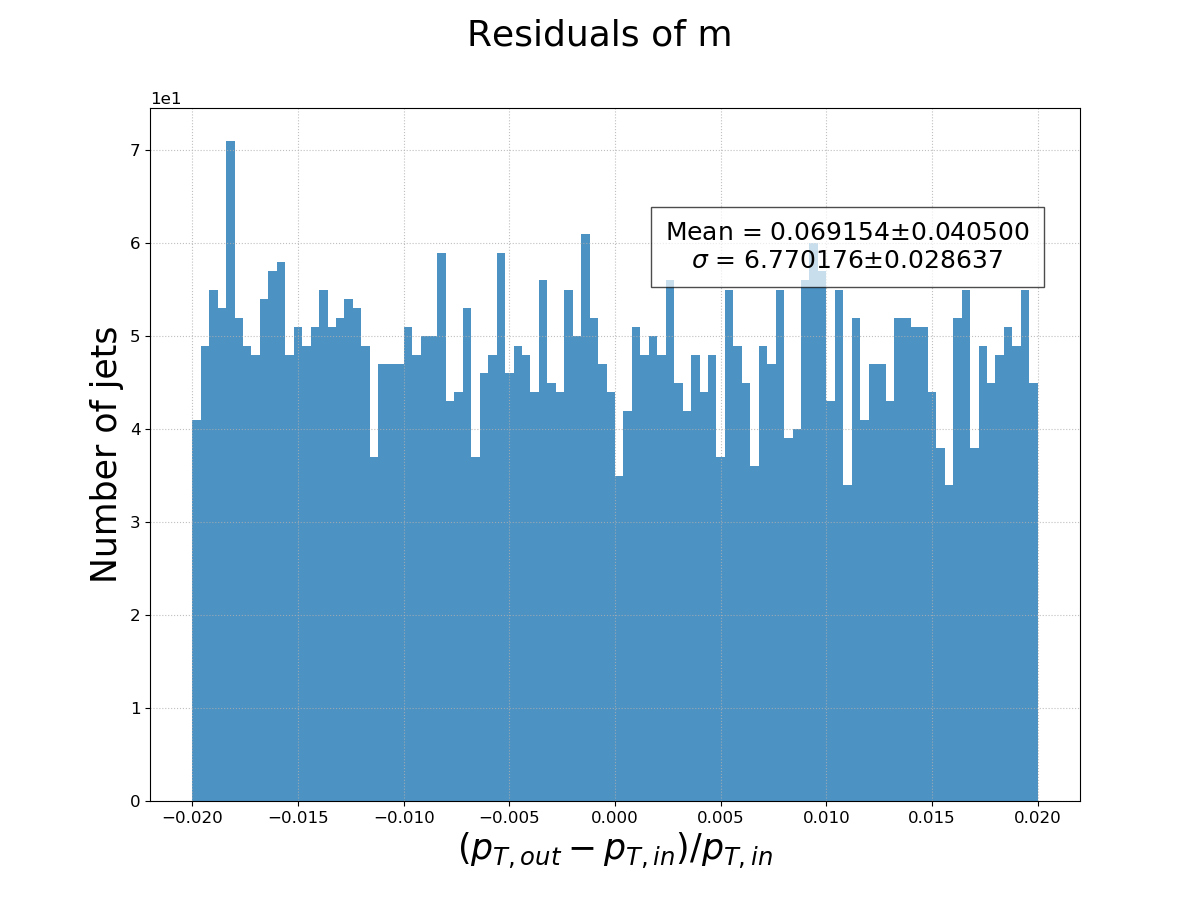 Residuals of m
1e1
7
6
5
4
3
2
1
0
Number of jets
Mean = 0.069154±0.040500
σ = 6.770176±0.028637
−0.020 −0.015 −0.010 −0.005 0.000 0.005 0.010 0.015 0.020
(p_{T,out} − p_{T,in})/p_{T,in}